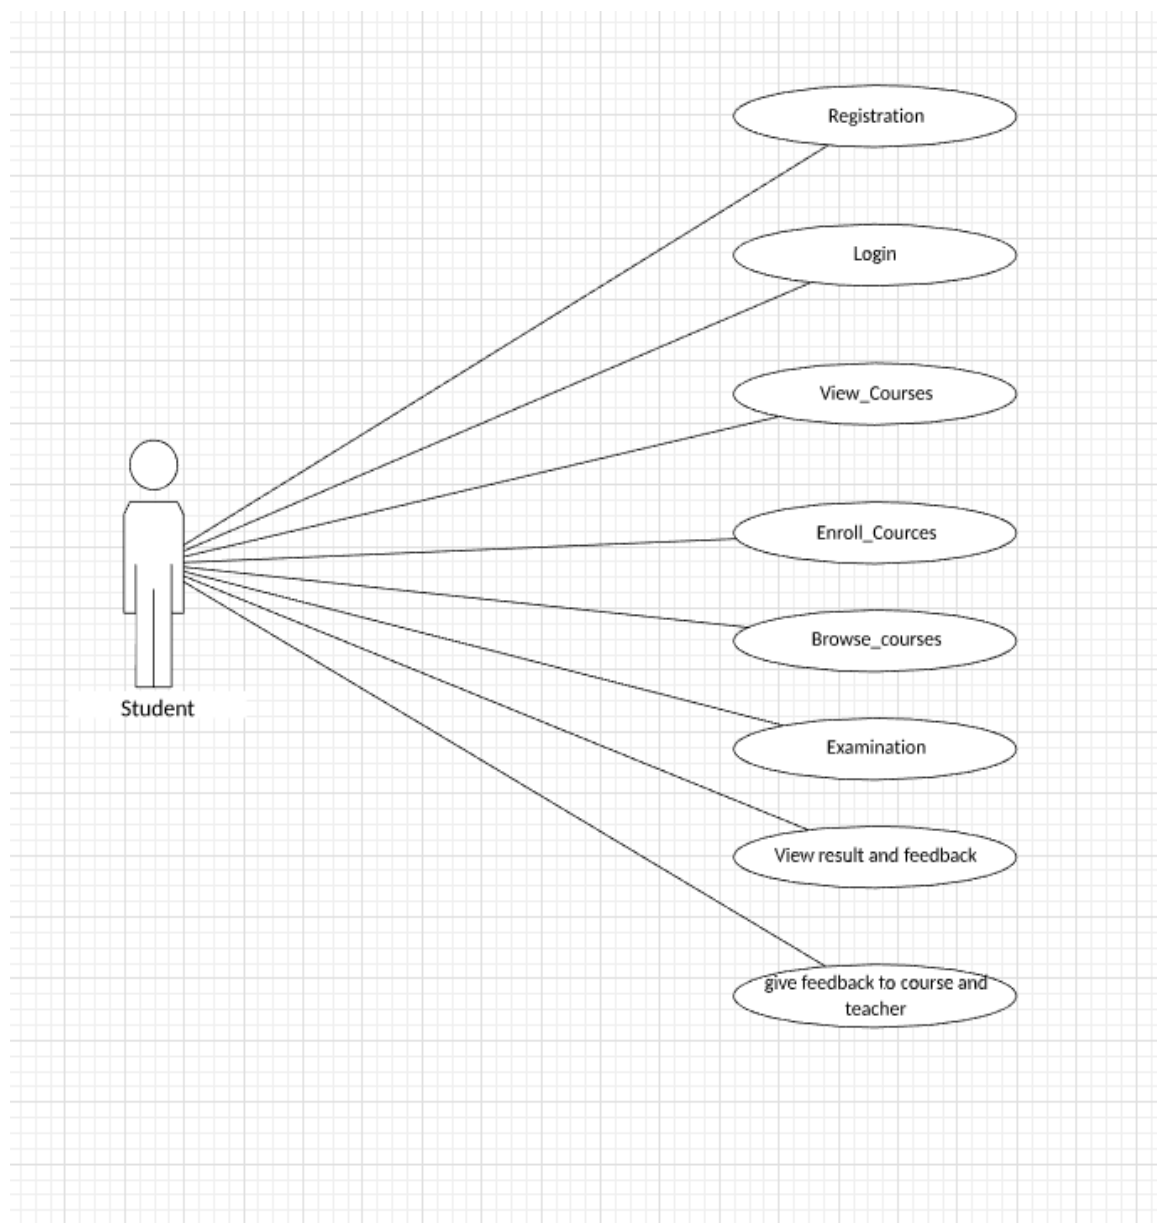 Registration
Login
View_Courses
Enroll_Cources
Browse_courses
Examination
View result and feedback
give feedback to course and
teacher
Student